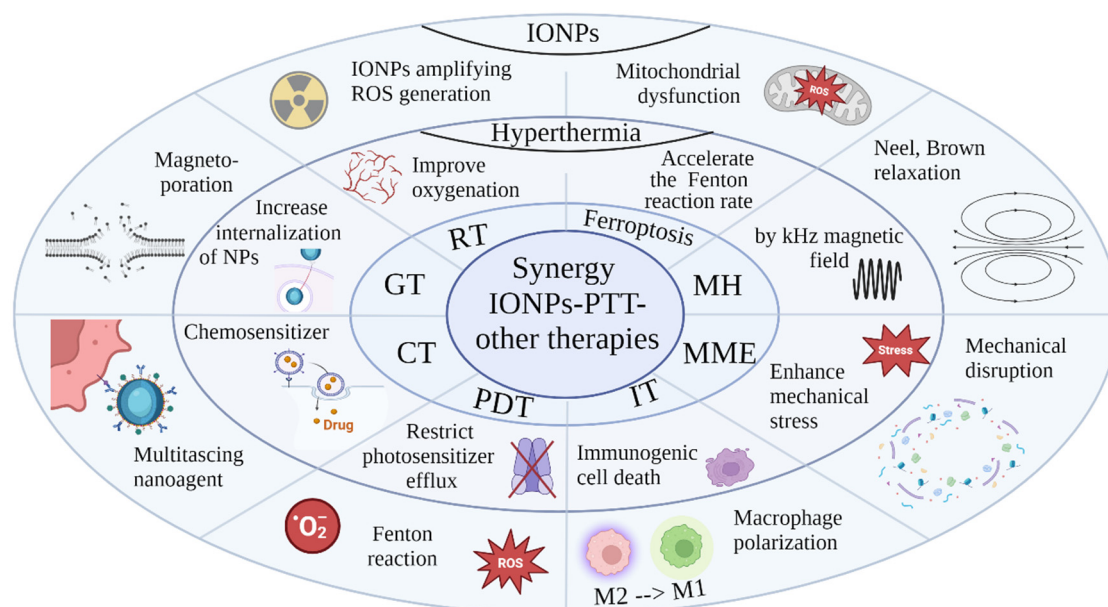 IONPs
IONPs amplifying
ROS generation
Mitochondrial
dysfunction
ROS
Hyperthermia
Magneto-
poration
Improve
oxygenation
Accelerate
the Fenton
reaction rate
Neel, Brown
relaxation
Increase
internalization
of NPs
RT
Ferroptosis
by kHz magnetic
field
GT
Synergy
IONPs-PTT-
other therapies
MH
Chemosensitizer
CT
MME
Stress
Mechanical
disruption
Enhance
mechanical
stress
Drug
PDT
IT
Multitascing
nanoagent
Restrict
photosensitizer
efflux
Immunogenic
cell death
•O2−
Fenton
reaction
ROS
Macrophage
polarization
M2 --> M1